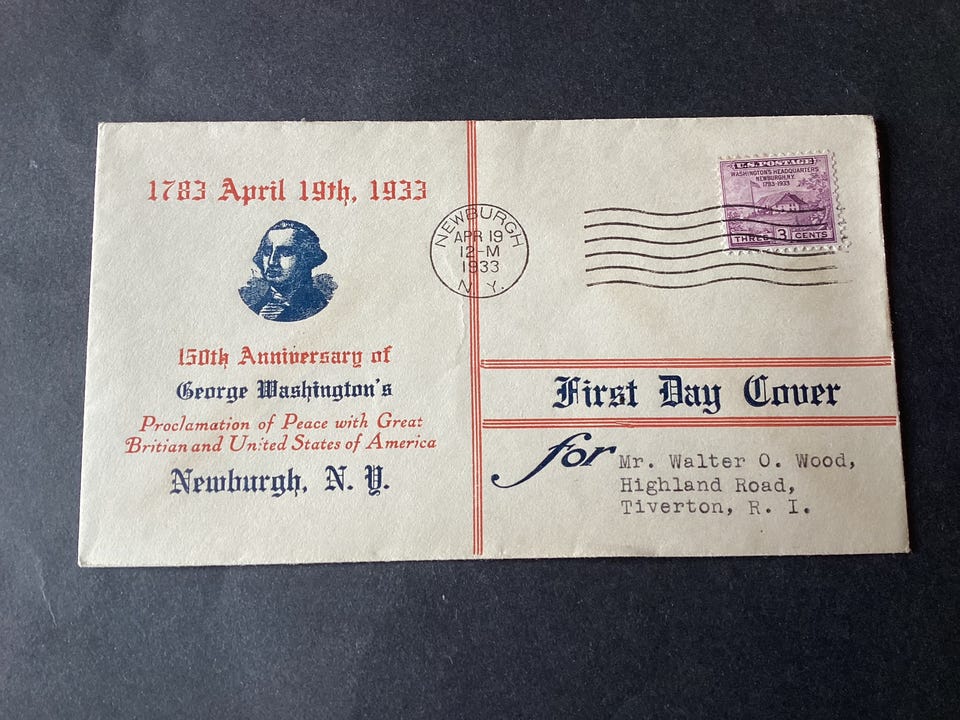 1783 April 19th, 1933
150th Anniversary of
George Washington's
Proclamation of Peace with Great
Britian and United States of America
Newburgh, N. Y.
NEWBURGH
APR 19
12-M
1933
N.Y.
U.S. POSTAGE
WASHINGTON'S HEADQUARTERS
NEWBURGH, N.Y.
1783-1933
THREE 3 CENTS
First Day Cover
for
Mr. Walter O. Wood,
Highland Road,
Tiverton, R. I.